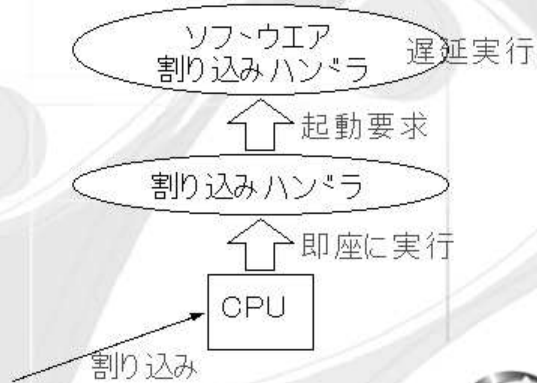 ソフトウエア
割り込みハンドラ
遅延実行
起動要求
割り込みハンドラ
即座に実行
CPU
割り込み